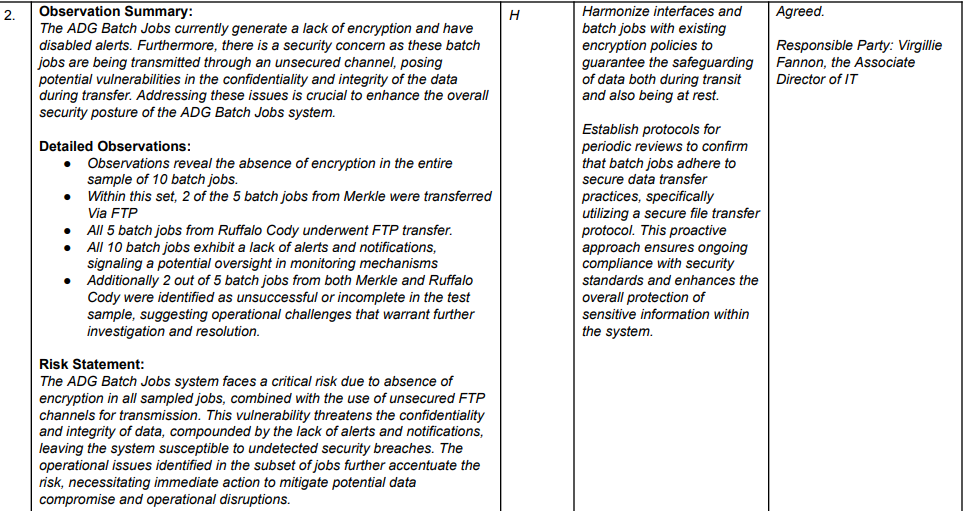 2.
Observation Summary:
The ADG Batch Jobs currently generate a lack of encryption and have
disabled alerts. Furthermore, there is a security concern as these batch
jobs are being transmitted through an unsecured channel, posing
potential vulnerabilities in the confidentiality and integrity of the data
during transfer. Addressing these issues is crucial to enhance the overall
security posture of the ADG Batch Jobs system.
Detailed Observations:
● Observations reveal the absence of encryption in the entire
sample of 10 batch jobs.
● Within this set, 2 of the 5 batch jobs from Merkle were transferred
Via FTP
● All 5 batch jobs from Ruffalo Cody underwent FTP transfer.
● All 10 batch jobs exhibit a lack of alerts and notifications,
signaling a potential oversight in monitoring mechanisms
● Additionally 2 out of 5 batch jobs from both Merkle and Ruffalo
Cody were identified as unsuccessful or incomplete in the test
sample, suggesting operational challenges that warrant further
investigation and resolution.
Risk Statement:
The ADG Batch Jobs system faces a critical risk due to absence of
encryption in all sampled jobs, combined with the use of unsecured FTP
channels for transmission. This vulnerability threatens the confidentiality
and integrity of data, compounded by the lack of alerts and notifications,
leaving the system susceptible to undetected security breaches. The
operational issues identified in the subset of jobs further accentuate the
risk, necessitating immediate action to mitigate potential data
compromise and operational disruptions.
H
Harmonize interfaces and
batch jobs with existing
encryption policies to
guarantee the safeguarding
of data both during transit
and also being at rest.
Establish protocols for
periodic reviews to confirm
that batch jobs adhere to
secure data transfer
practices, specifically
utilizing a secure file transfer
protocol. This proactive
approach ensures ongoing
compliance with security
standards and enhances the
overall protection of
sensitive information within
the system.
Agreed.
Responsible Party: Virgillie
Fannon, the Associate
Director of IT